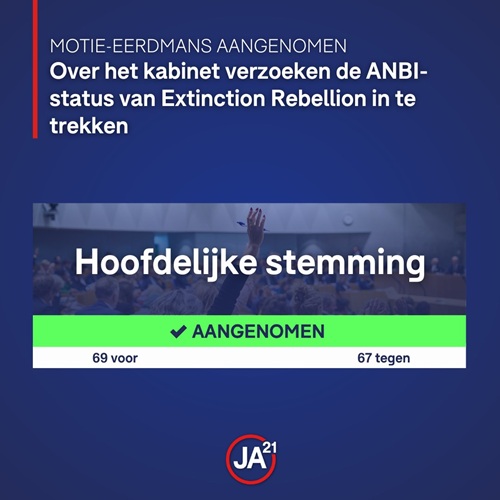 MOTIE-EERDMANS AANGENOMEN
Over het kabinet verzoeken de ANBI-
status van Extinction Rebellion in te
trekken
Hoofdelijke stemming
✔ AANGENOMEN
69 voor 67 tegen
JA21